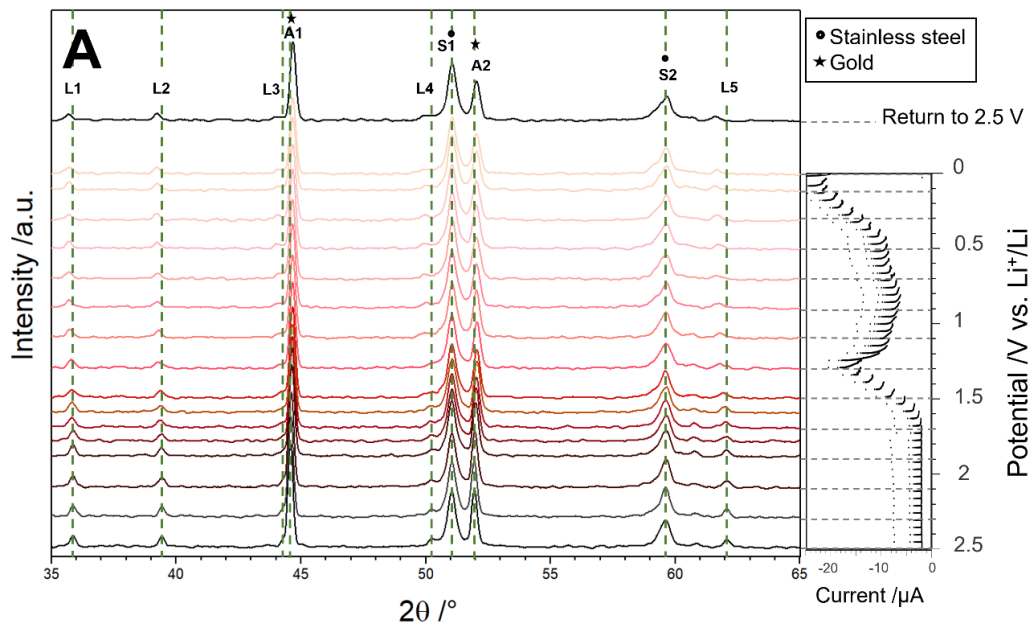 A
★
A1
●
S1
★
A2
●
S2
L1
L2
L3
L4
L5
● Stainless steel
★ Gold
Return to 2.5 V
Intensity /a.u.
0
0.5
1
1.5
2
2.5
Potential /V vs. Li⁺/Li
35
40
45
50
55
60
65
2θ /°
-20
-10
0
Current /µA